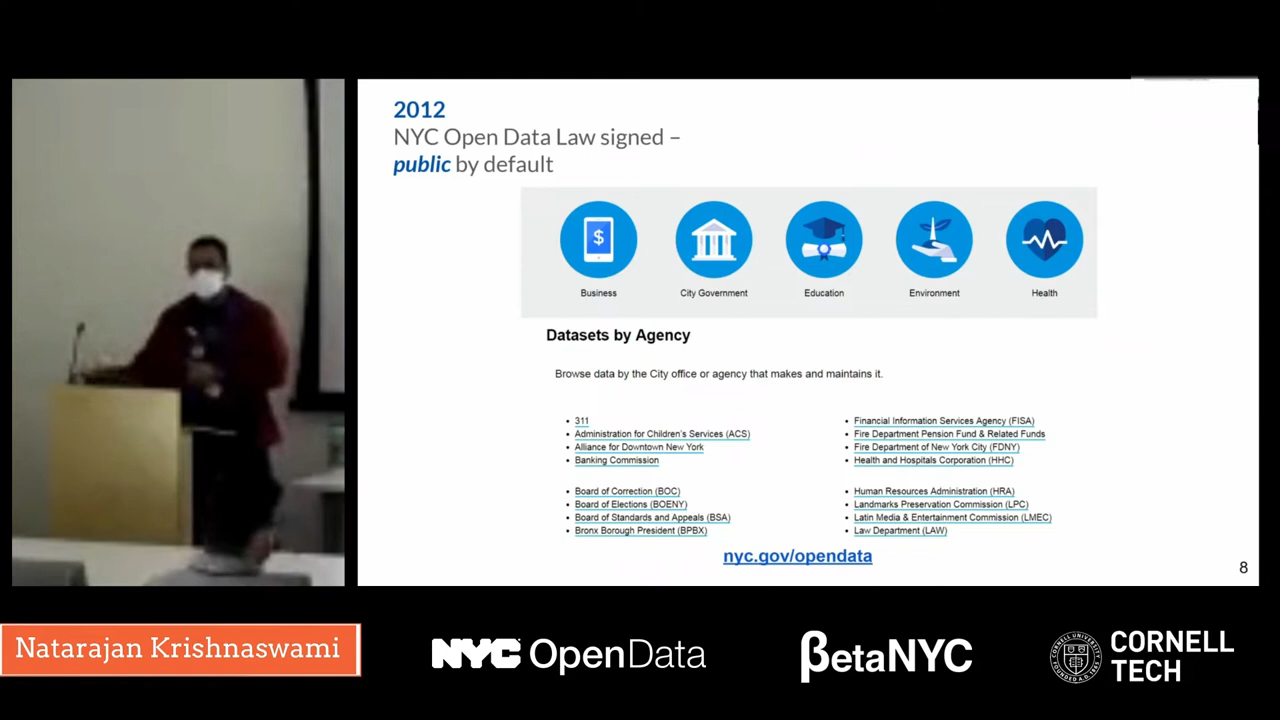 2012
NYC Open Data Law signed –
public by default
$
Business
City Government
Education
Environment
Health
Datasets by Agency
Browse data by the City office or agency that makes and maintains it.
311
Administration for Children's Services (ACS)
Alliance for Downtown New York
Banking Commission
Board of Correction (BOC)
Board of Elections (BOENY)
Board of Standards and Appeals (BSA)
Bronx Borough President (BPBX)
Financial Information Services Agency (FISA)
Fire Department Pension Fund & Related Funds
Fire Department of New York City (FDNY)
Health and Hospitals Corporation (HHC)
Human Resources Administration (HRA)
Landmarks Preservation Commission (LPC)
Latin Media & Entertainment Commission (LMEC)
Law Department (LAW)
nyc.gov/opendata
8
Natarajan Krishnaswami
NYC OpenData
βetaNYC
CORNELL
TECH